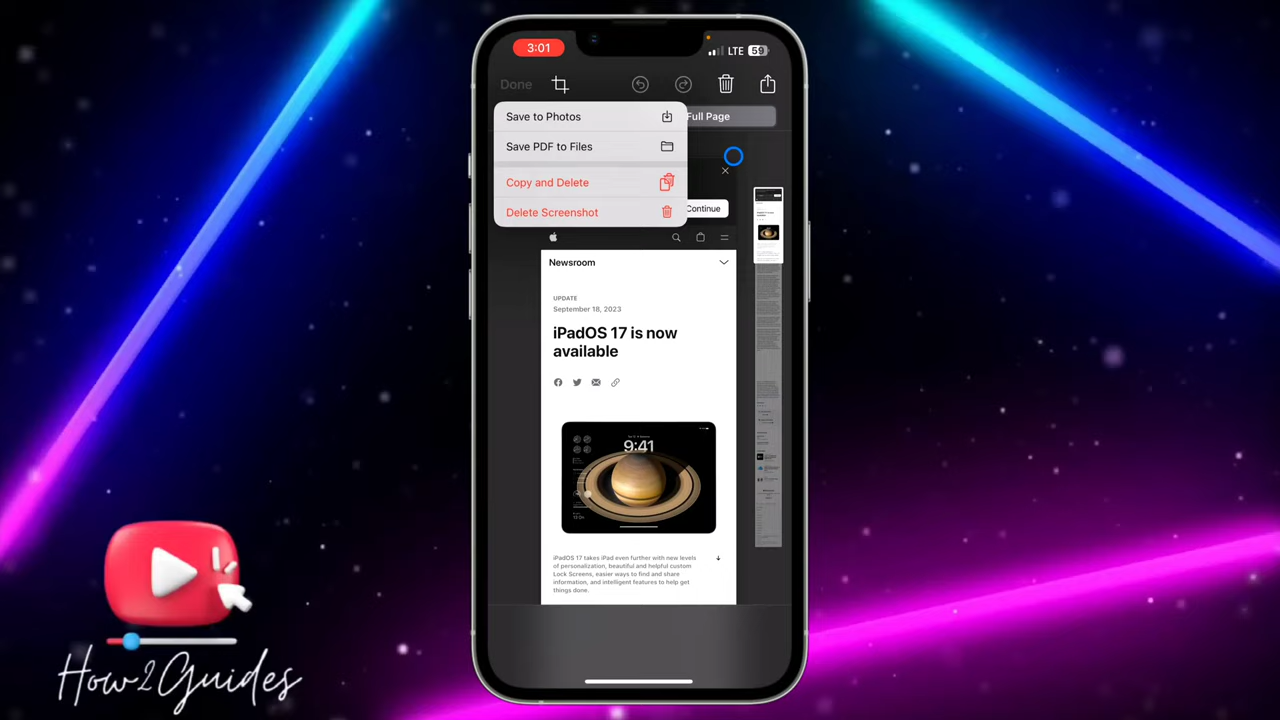 3:01
LTE 59
Done
Full Page
Save to Photos
Save PDF to Files
Copy and Delete
Delete Screenshot
Continue
Newsroom
UPDATE
September 18, 2023
iPadOS 17 is now
available
9:41
iPadOS 17 takes iPad even further with new levels
of personalization, beautiful and helpful custom
Lock Screens, easier ways to find and share
information, and intelligent features to help get
things done.
How2Guides